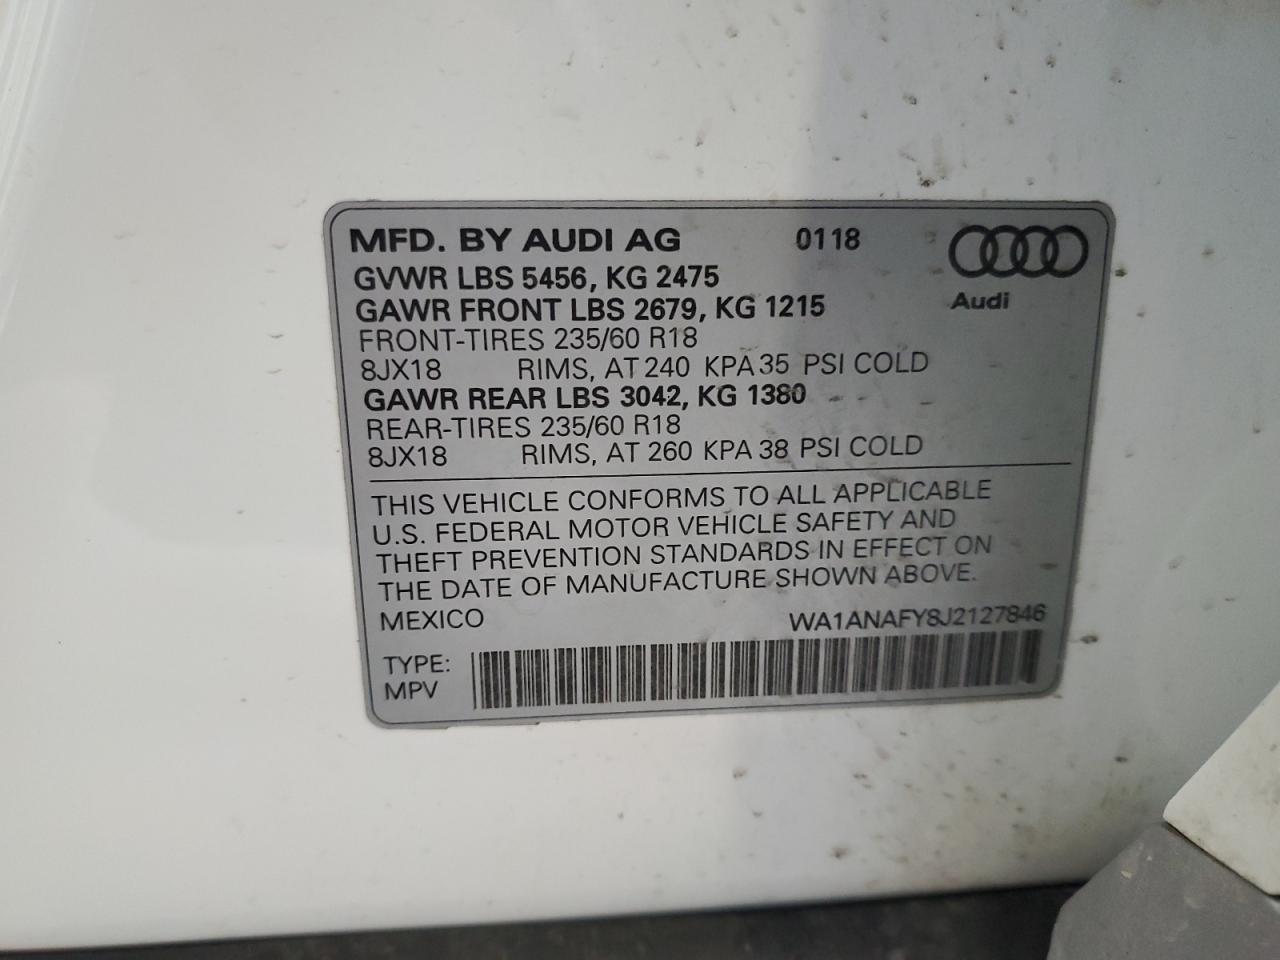 MFD. BY AUDI AG 0118
GVWR LBS 5456, KG 2475
GAWR FRONT LBS 2679, KG 1215
Audi
FRONT-TIRES 235/60 R18
8JX18 RIMS, AT 240 KPA 35 PSI COLD
GAWR REAR LBS 3042, KG 1380
REAR-TIRES 235/60 R18
8JX18 RIMS, AT 260 KPA 38 PSI COLD
THIS VEHICLE CONFORMS TO ALL APPLICABLE
U.S. FEDERAL MOTOR VEHICLE SAFETY AND
THEFT PREVENTION STANDARDS IN EFFECT ON
THE DATE OF MANUFACTURE SHOWN ABOVE.
MEXICO WA1ANAFY8J2127846
TYPE:
MPV